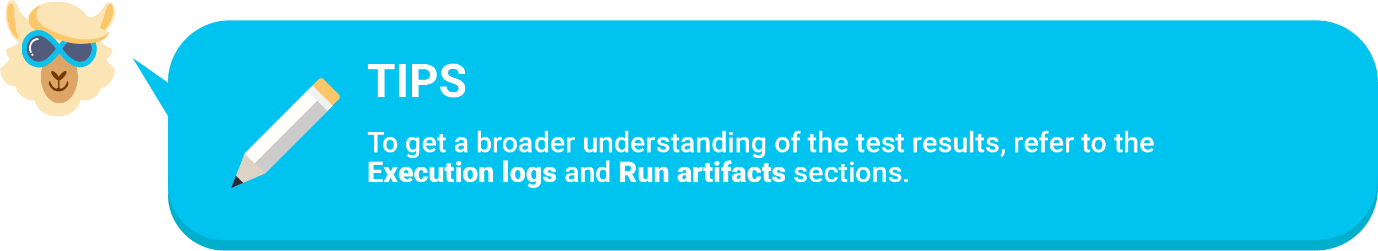 TIPS
To get a broader understanding of the test results, refer to the
Execution logs and Run artifacts sections.